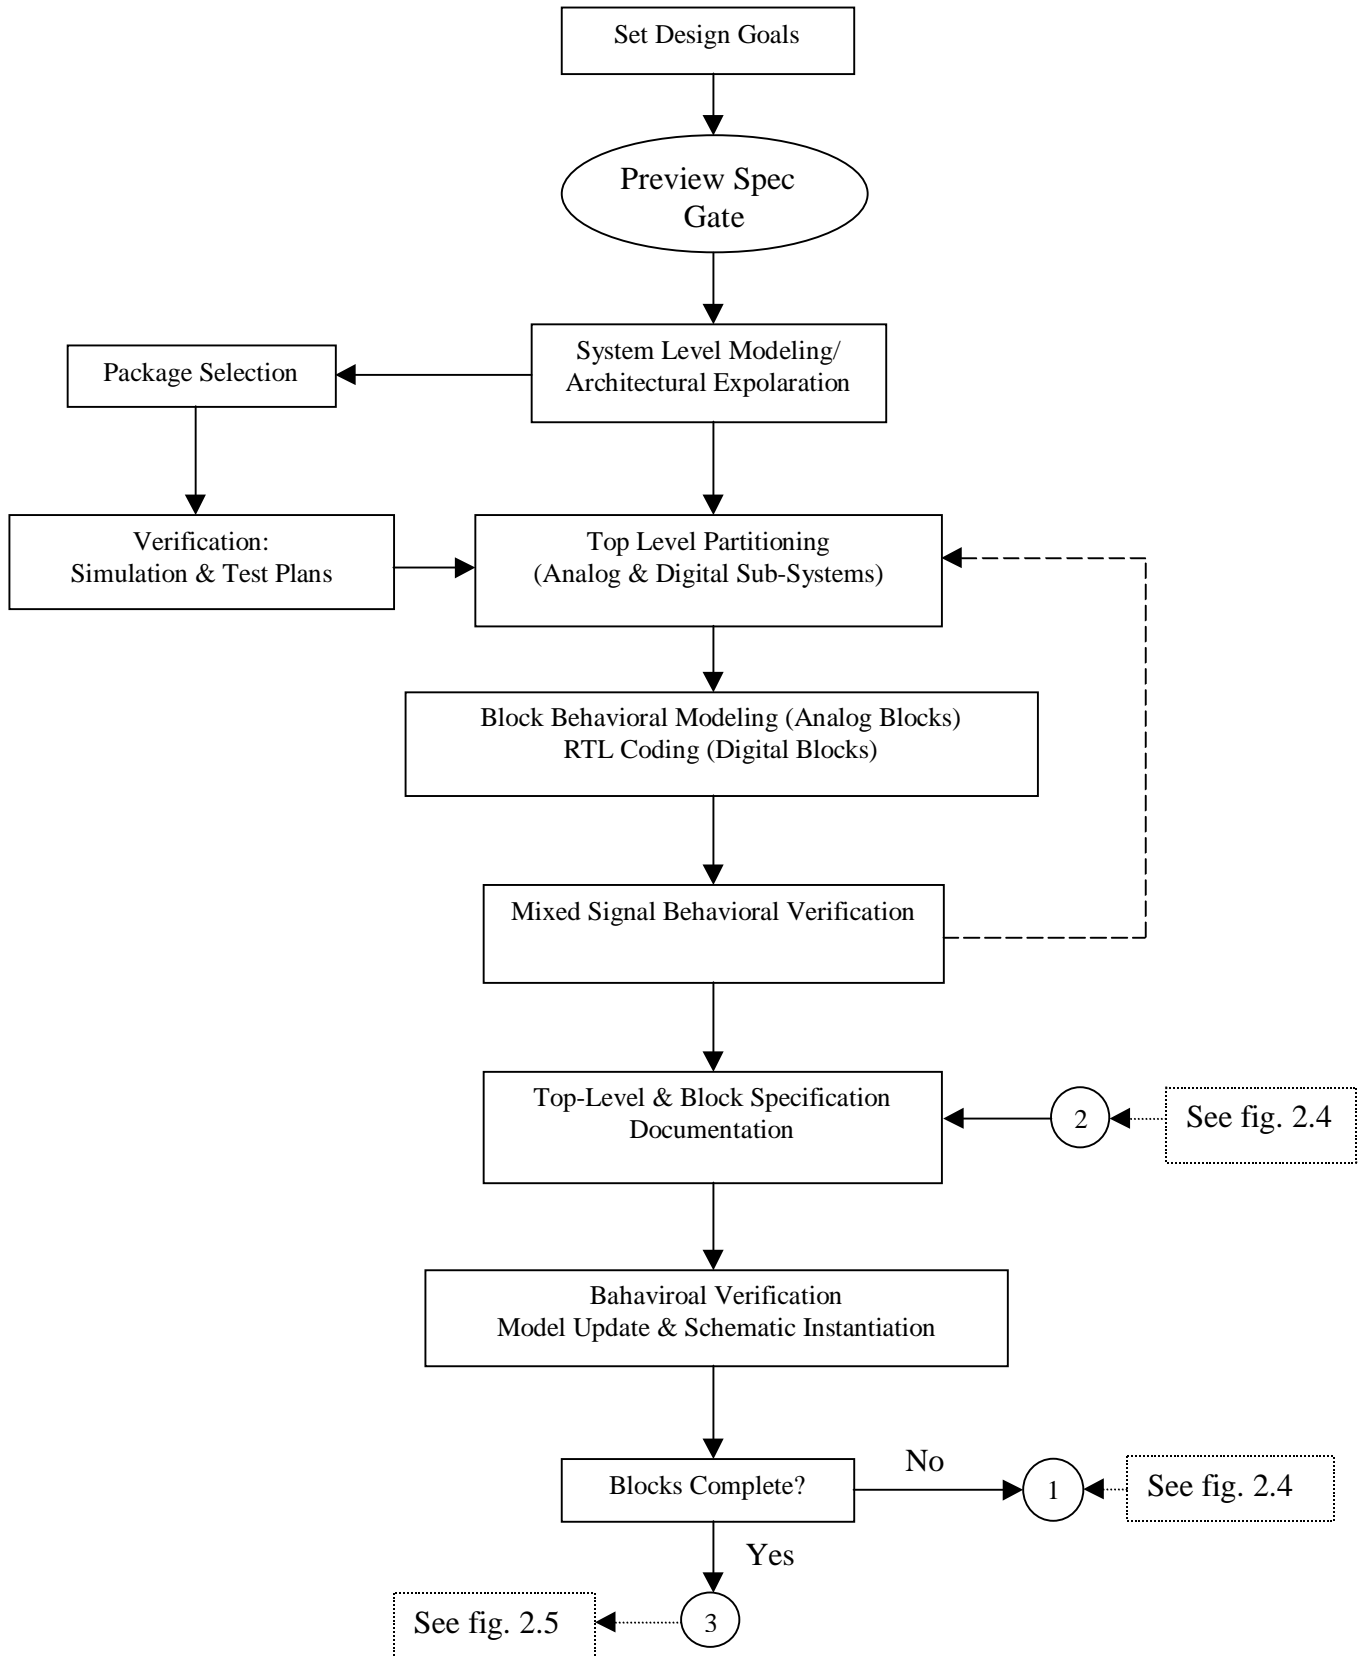 Set Design Goals
Preview Spec
Gate
System Level Modeling/
Architectural Expolaration
Package Selection
Verification:
Simulation & Test Plans
Top Level Partitioning
(Analog & Digital Sub-Systems)
Block Behavioral Modeling (Analog Blocks)
RTL Coding (Digital Blocks)
Mixed Signal Behavioral Verification
Top-Level & Block Specification
Documentation
2
See fig. 2.4
Bahaviroal Verification
Model Update & Schematic Instantiation
Blocks Complete?
No
1
See fig. 2.4
Yes
See fig. 2.5
3